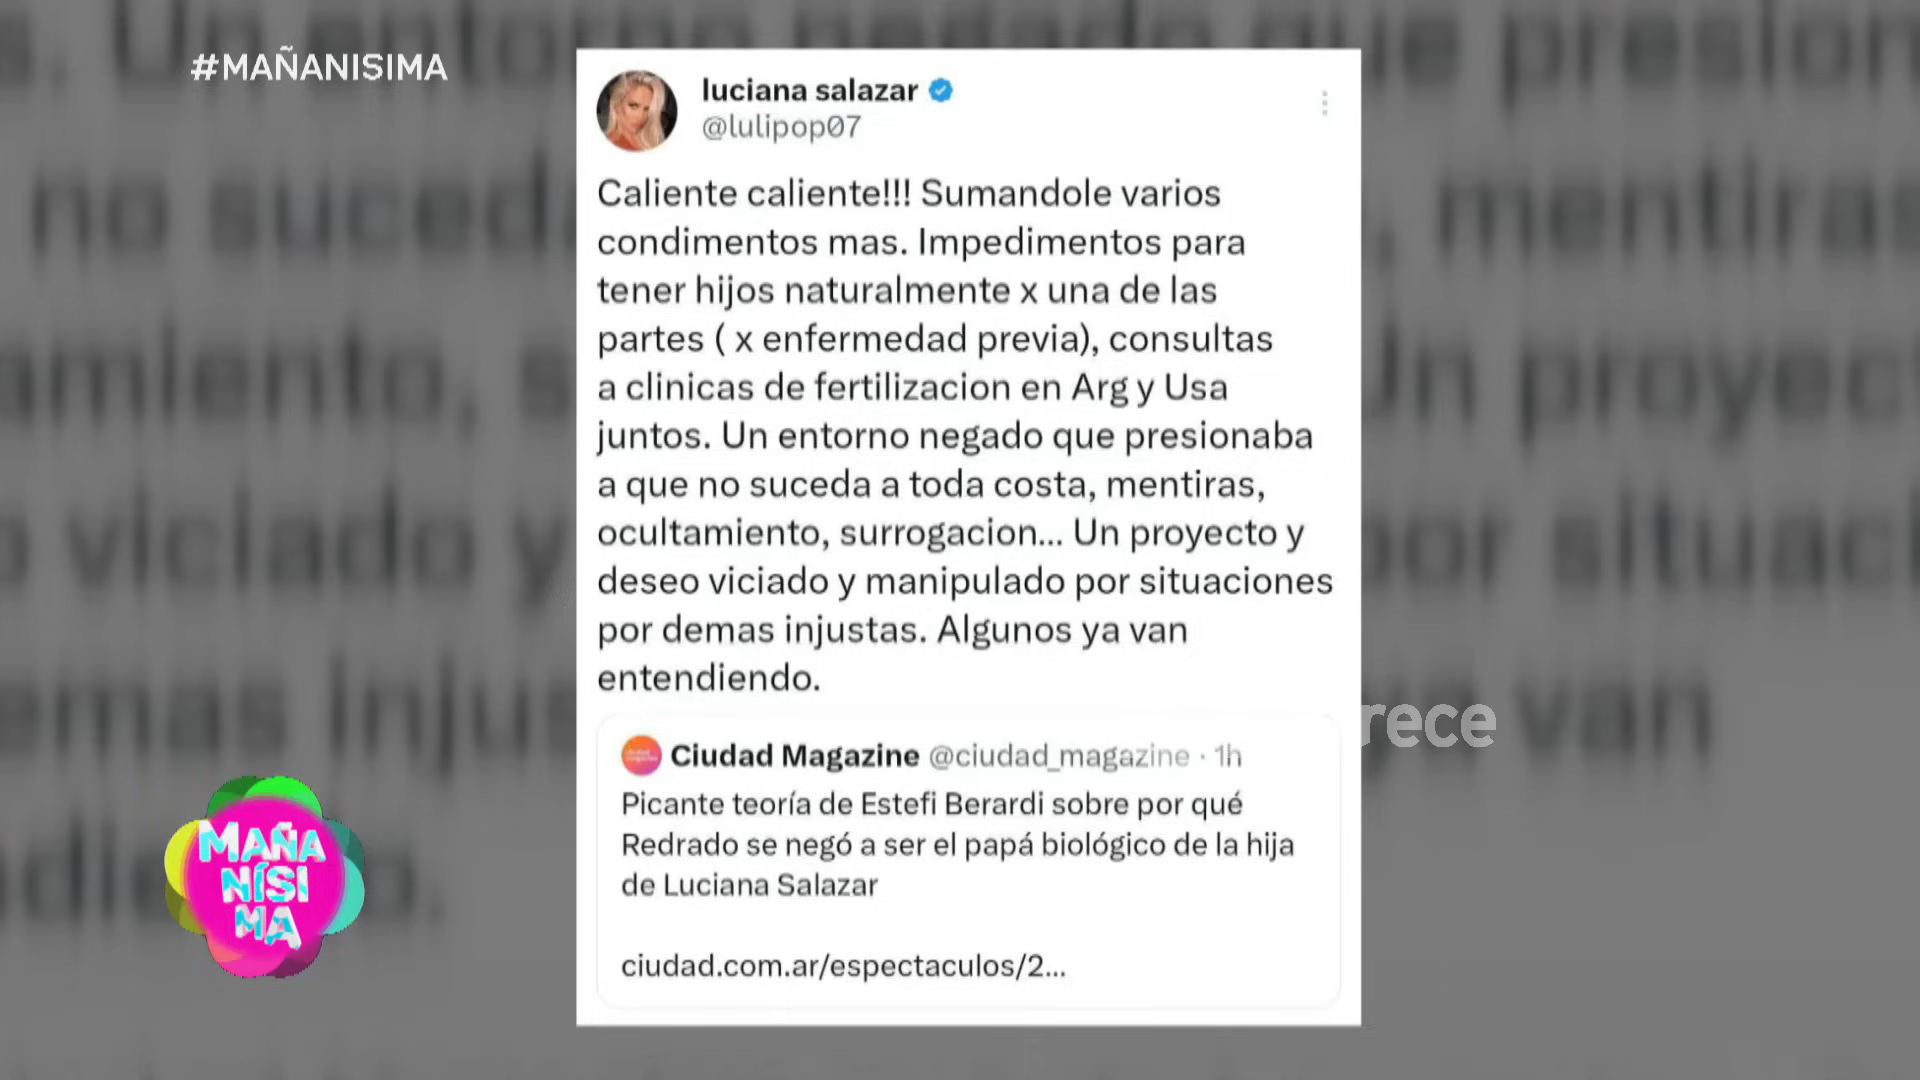 #MAÑANISIMA
luciana salazar
@lulipop07
Caliente caliente!!! Sumandole varios
condimentos mas. Impedimentos para
tener hijos naturalmente x una de las
partes ( x enfermedad previa), consultas
a clinicas de fertilizacion en Arg y Usa
juntos. Un entorno negado que presionaba
a que no suceda a toda costa, mentiras,
ocultamiento, surrogacion... Un proyecto y
deseo viciado y manipulado por situaciones
por demas injustas. Algunos ya van
entendiendo.
Ciudad Magazine @ciudad_magazine · 1h
Picante teoría de Estefi Berardi sobre por qué
Redrado se negó a ser el papá biológico de la hija
de Luciana Salazar
ciudad.com.ar/espectaculos/2...
rece
MAÑA
NÍSI
MA